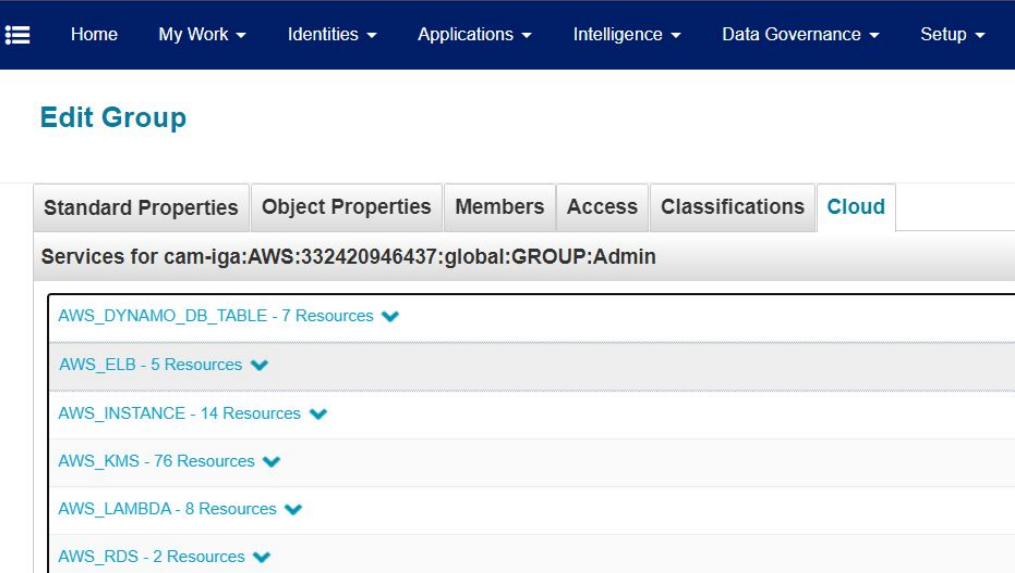 Home My Work Identities Applications Intelligence Data Governance Setup
Edit Group
Standard Properties Object Properties Members Access Classifications Cloud
Services for cam-iga:AWS:332420946437:global:GROUP:Admin
AWS_DYNAMO_DB_TABLE - 7 Resources
AWS_ELB - 5 Resources
AWS_INSTANCE - 14 Resources
AWS_KMS - 76 Resources
AWS_LAMBDA - 8 Resources
AWS_RDS - 2 Resources